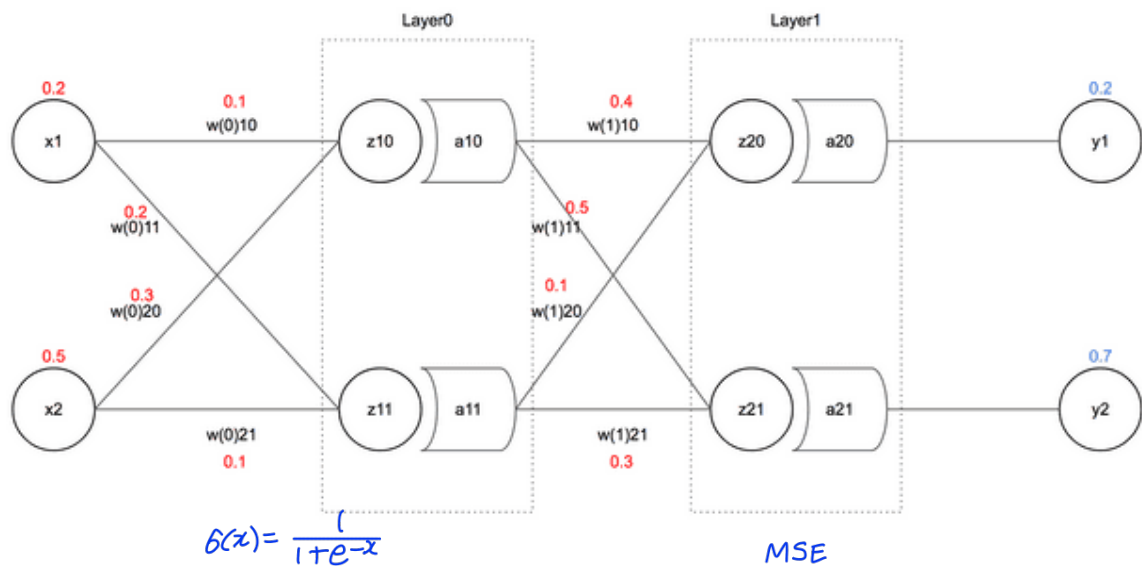 Layer0
Layer1
0.2
0.1
0.4
0.2
w(0)10
w(1)10
x1
z10
a10
z20
a20
y1
0.2
w(0)11
0.5
w(1)11
0.3
w(0)20
0.1
w(1)20
0.5
0.7
x2
z11
a11
z21
a21
y2
w(0)21
w(1)21
0.1
0.3
6(x) = 1/(1+e^-x)
MSE